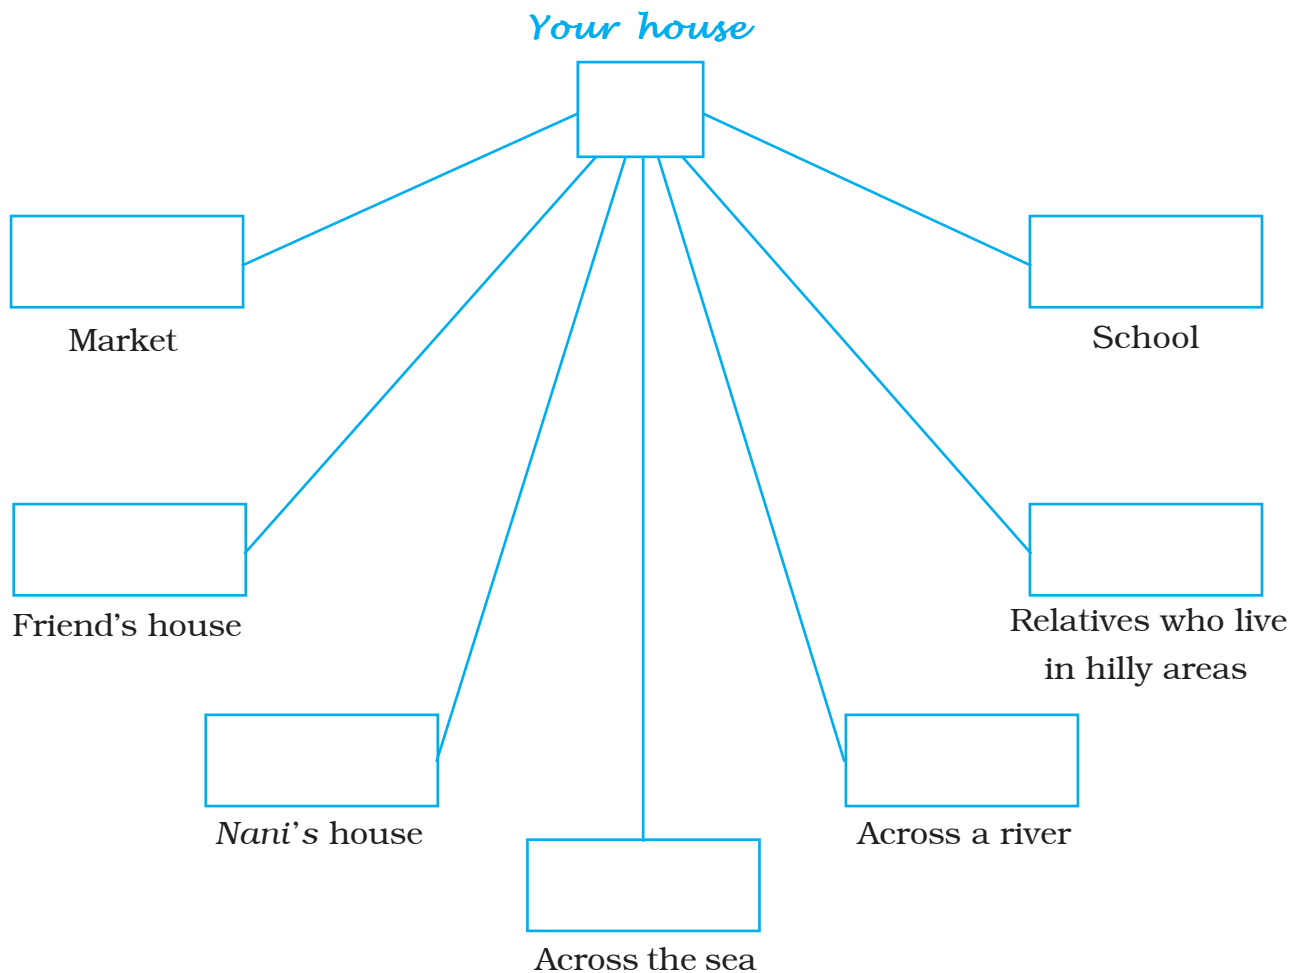 Your house
Market
School
Friend's house
Relatives who live
in hilly areas
Nani's house
Across a river
Across the sea